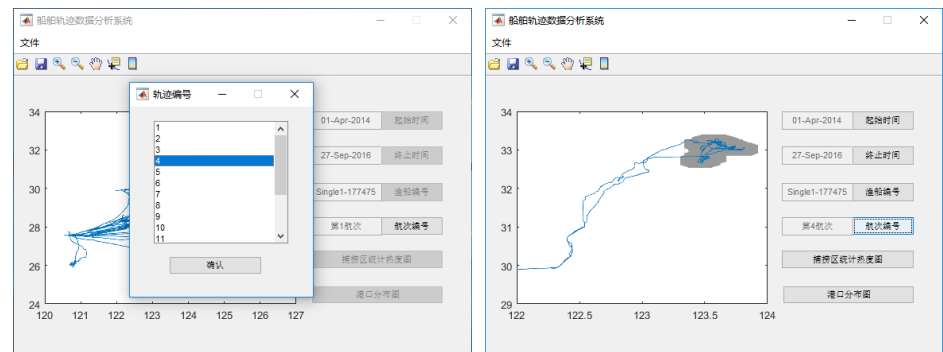 船舶轨迹数据分析系统
文件
轨迹编号
1
2
3
4
5
6
7
8
9
10
11
确认
34
32
30
28
26
24
120 121 122 123 124 125 126 127
01-Apr-2014 起始时间
27-Sep-2016 终止时间
Single1-177475 渔船编号
第1航次 航次编号
捕捞区统计热度图
港口分布图
船舶轨迹数据分析系统
文件
34
33
32
31
30
29
122 122.5 123 123.5 124
01-Apr-2014 起始时间
27-Sep-2016 终止时间
Single1-177475 渔船编号
第4航次 航次编号
捕捞区统计热度图
港口分布图